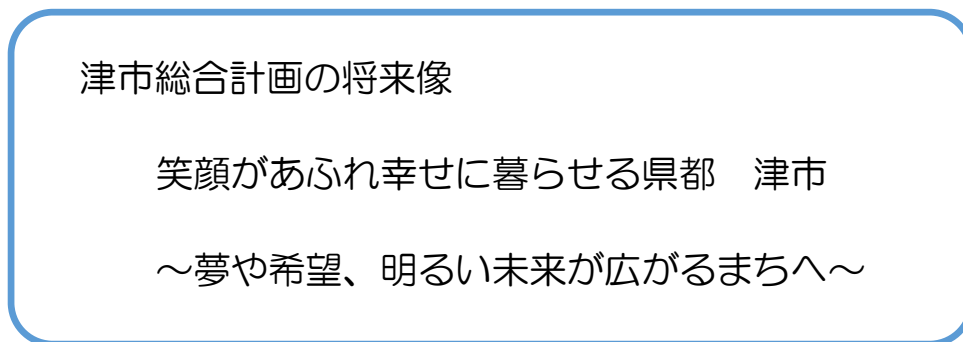 津市総合計画の将来像
笑顔があふれ幸せに暮らせる県都　津市
～夢や希望、明るい未来が広がるまちへ～